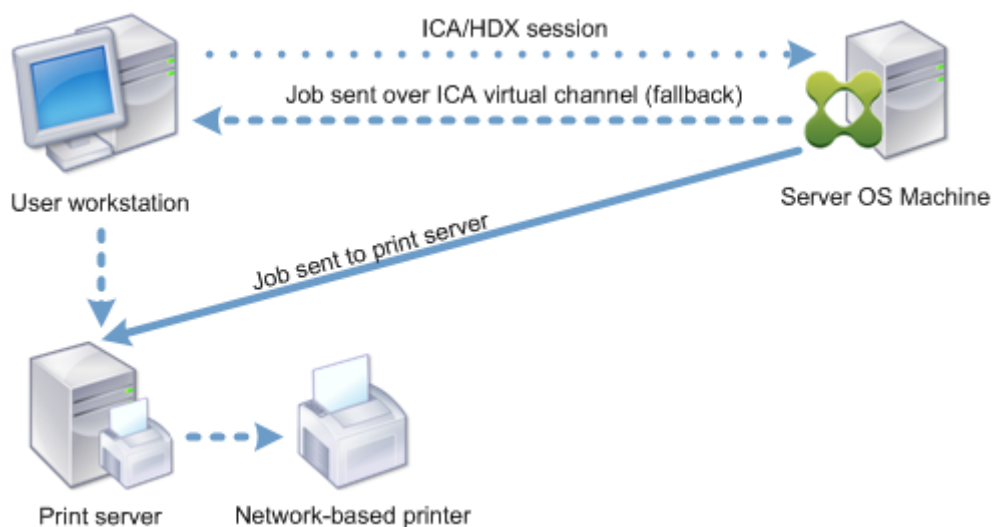 ICA/HDX session
Job sent over ICA virtual channel (fallback)
User workstation
Server OS Machine
Job sent to print server
Print server
Network-based printer